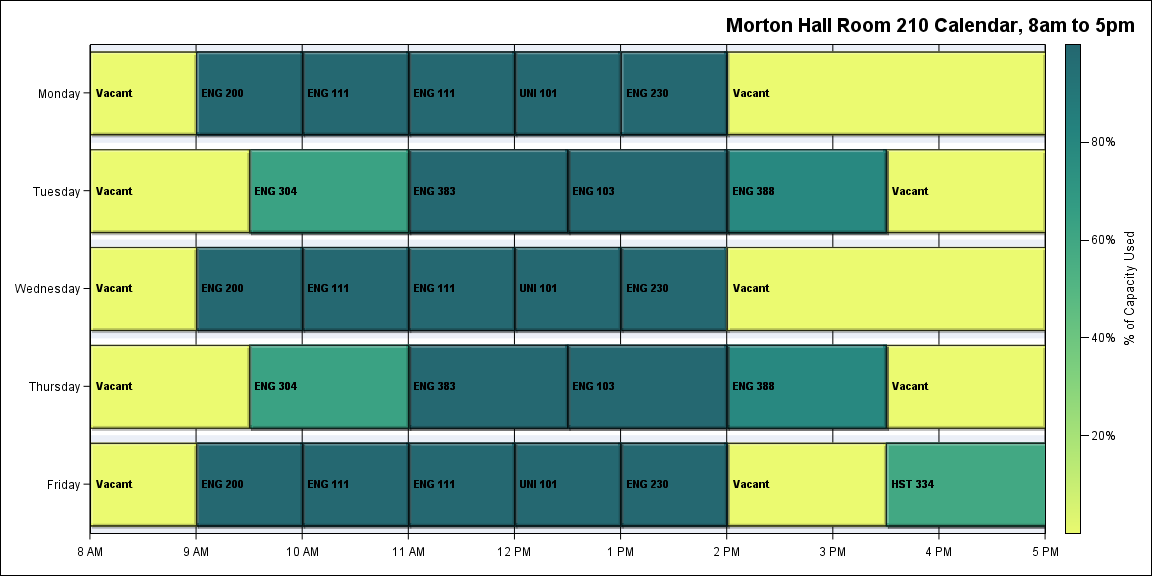 Morton Hall Room 210 Calendar, 8am to 5pm
Monday Vacant ENG 200 ENG 111 ENG 111 UNI 101 ENG 230 Vacant
Tuesday Vacant ENG 304 ENG 383 ENG 103 ENG 388 Vacant
Wednesday Vacant ENG 200 ENG 111 ENG 111 UNI 101 ENG 230 Vacant
Thursday Vacant ENG 304 ENG 383 ENG 103 ENG 388 Vacant
Friday Vacant ENG 200 ENG 111 ENG 111 UNI 101 ENG 230 Vacant HST 334
8 AM 9 AM 10 AM 11 AM 12 PM 1 PM 2 PM 3 PM 4 PM 5 PM
80%
60%
40%
20%
% of Capacity Used